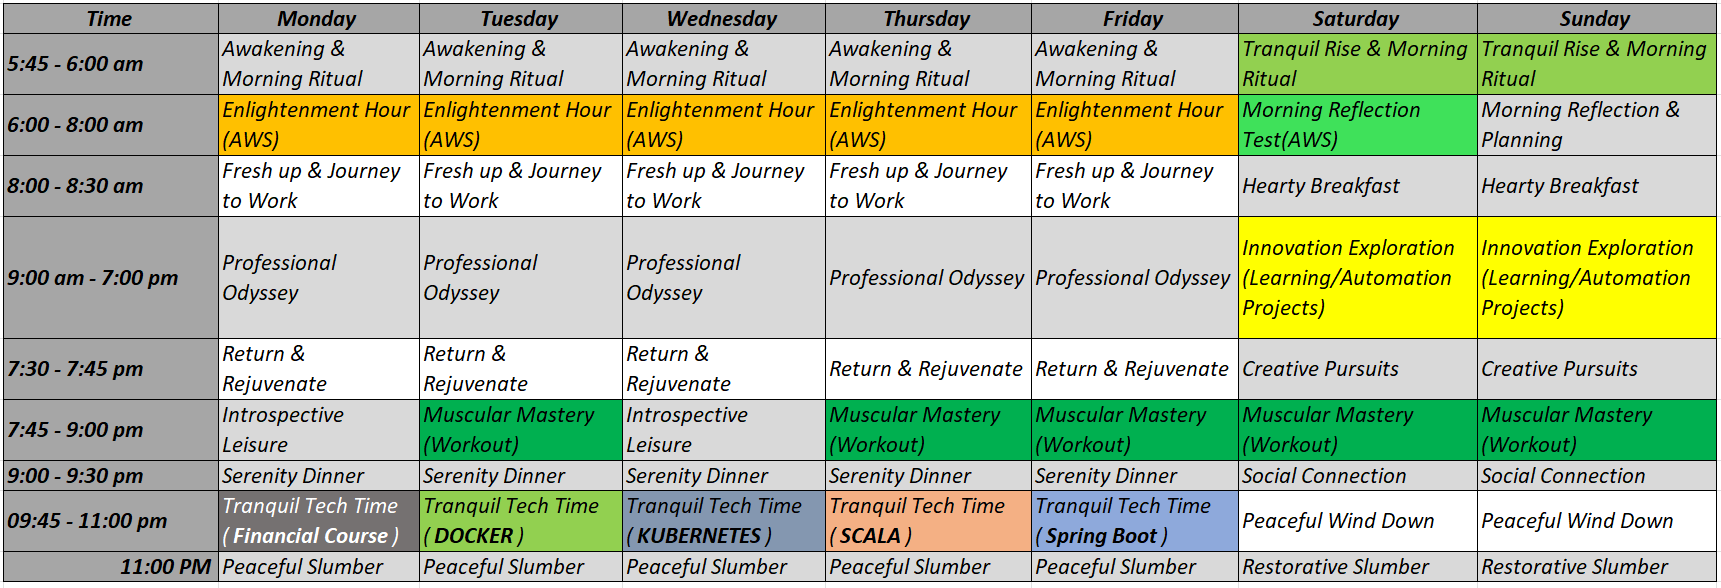 Time Monday Tuesday Wednesday Thursday Friday Saturday Sunday
5:45 - 6:00 am
Awakening &
Morning Ritual
Awakening &
Morning Ritual
Awakening &
Morning Ritual
Awakening &
Morning Ritual
Awakening &
Morning Ritual
Tranquil Rise & Morning
Ritual
Tranquil Rise & Morning
Ritual
6:00 - 8:00 am
Enlightenment Hour
(AWS)
Enlightenment Hour
(AWS)
Enlightenment Hour
(AWS)
Enlightenment Hour
(AWS)
Enlightenment Hour
(AWS)
Morning Reflection
Test(AWS)
Morning Reflection &
Planning
8:00 - 8:30 am
Fresh up & Journey
to Work
Fresh up & Journey
to Work
Fresh up & Journey
to Work
Fresh up & Journey
to Work
Fresh up & Journey
to Work
Hearty Breakfast
Hearty Breakfast
9:00 am - 7:00 pm
Professional
Odyssey
Professional
Odyssey
Professional
Odyssey
Professional Odyssey
Professional Odyssey
Innovation Exploration
(Learning/Automation
Projects)
Innovation Exploration
(Learning/Automation
Projects)
7:30 - 7:45 pm
Return &
Rejuvenate
Return &
Rejuvenate
Return &
Rejuvenate
Return & Rejuvenate
Return & Rejuvenate
Creative Pursuits
Creative Pursuits
7:45 - 9:00 pm
Introspective
Leisure
Muscular Mastery
(Workout)
Introspective
Leisure
Muscular Mastery
(Workout)
Muscular Mastery
(Workout)
Muscular Mastery
(Workout)
Muscular Mastery
(Workout)
9:00 - 9:30 pm
Serenity Dinner
Serenity Dinner
Serenity Dinner
Serenity Dinner
Serenity Dinner
Social Connection
Social Connection
09:45 - 11:00 pm
Tranquil Tech Time
( Financial Course )
Tranquil Tech Time
( DOCKER )
Tranquil Tech Time
( KUBERNETES )
Tranquil Tech Time
( SCALA )
Tranquil Tech Time
( Spring Boot )
Peaceful Wind Down
Peaceful Wind Down
11:00 PM
Peaceful Slumber
Peaceful Slumber
Peaceful Slumber
Peaceful Slumber
Peaceful Slumber
Restorative Slumber
Restorative Slumber